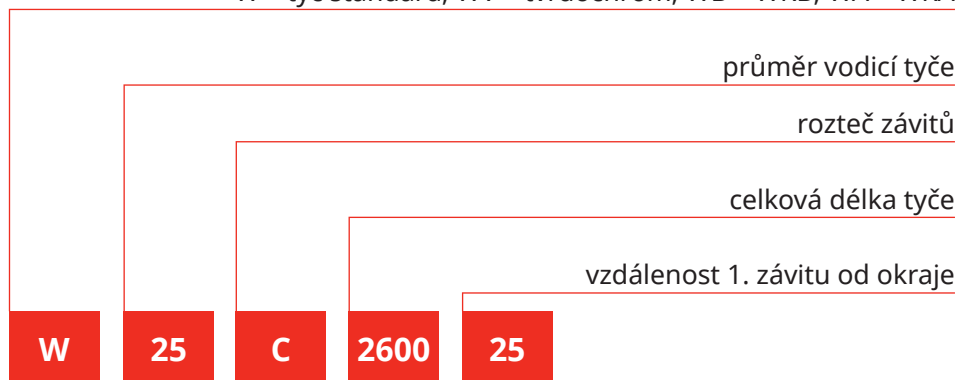 průměr vodicí tyče
rozteč závitů
celková délka tyče
vzdálenost 1. závitu od okraje
W 25 C 2600 25